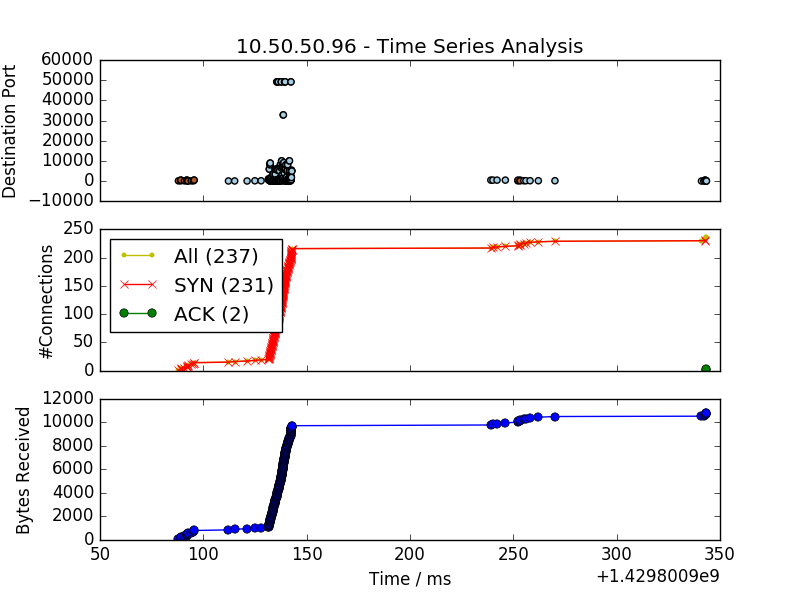 10.50.50.96 - Time Series Analysis
60000
50000
40000
30000
20000
10000
0
−10000
Destination Port
250
200
150
100
50
0
#Connections
All (237)
SYN (231)
ACK (2)
12000
10000
8000
6000
4000
2000
0
Bytes Received
50 100 150 200 250 300 350
Time / ms
+1.4298009e9